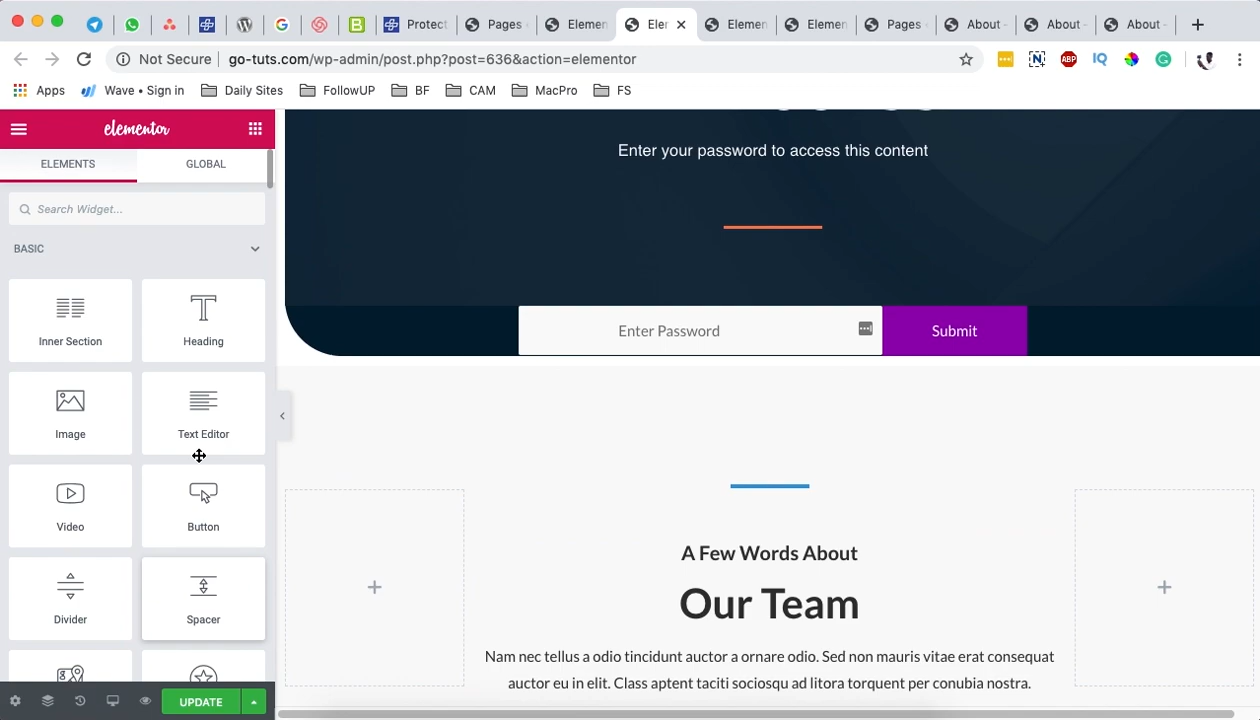 Protect
Pages
Elemen
Eler
Elemen
Elemen
Pages
About -
About -
About -
Not Secure
go-tuts.com/wp-admin/post.php?post=636&action=elementor
Apps
Wave • Sign in
Daily Sites
FollowUP
BF
CAM
MacPro
FS
elementor
ELEMENTS
GLOBAL
Search Widget...
BASIC
Inner Section
Heading
Image
Text Editor
Video
Button
Divider
Spacer
UPDATE
Enter your password to access this content
Enter Password
Submit
A Few Words About
Our Team
Nam nec tellus a odio tincidunt auctor a ornare odio. Sed non mauris vitae erat consequat
auctor eu in elit. Class aptent taciti sociosqu ad litora torquent per conubia nostra.